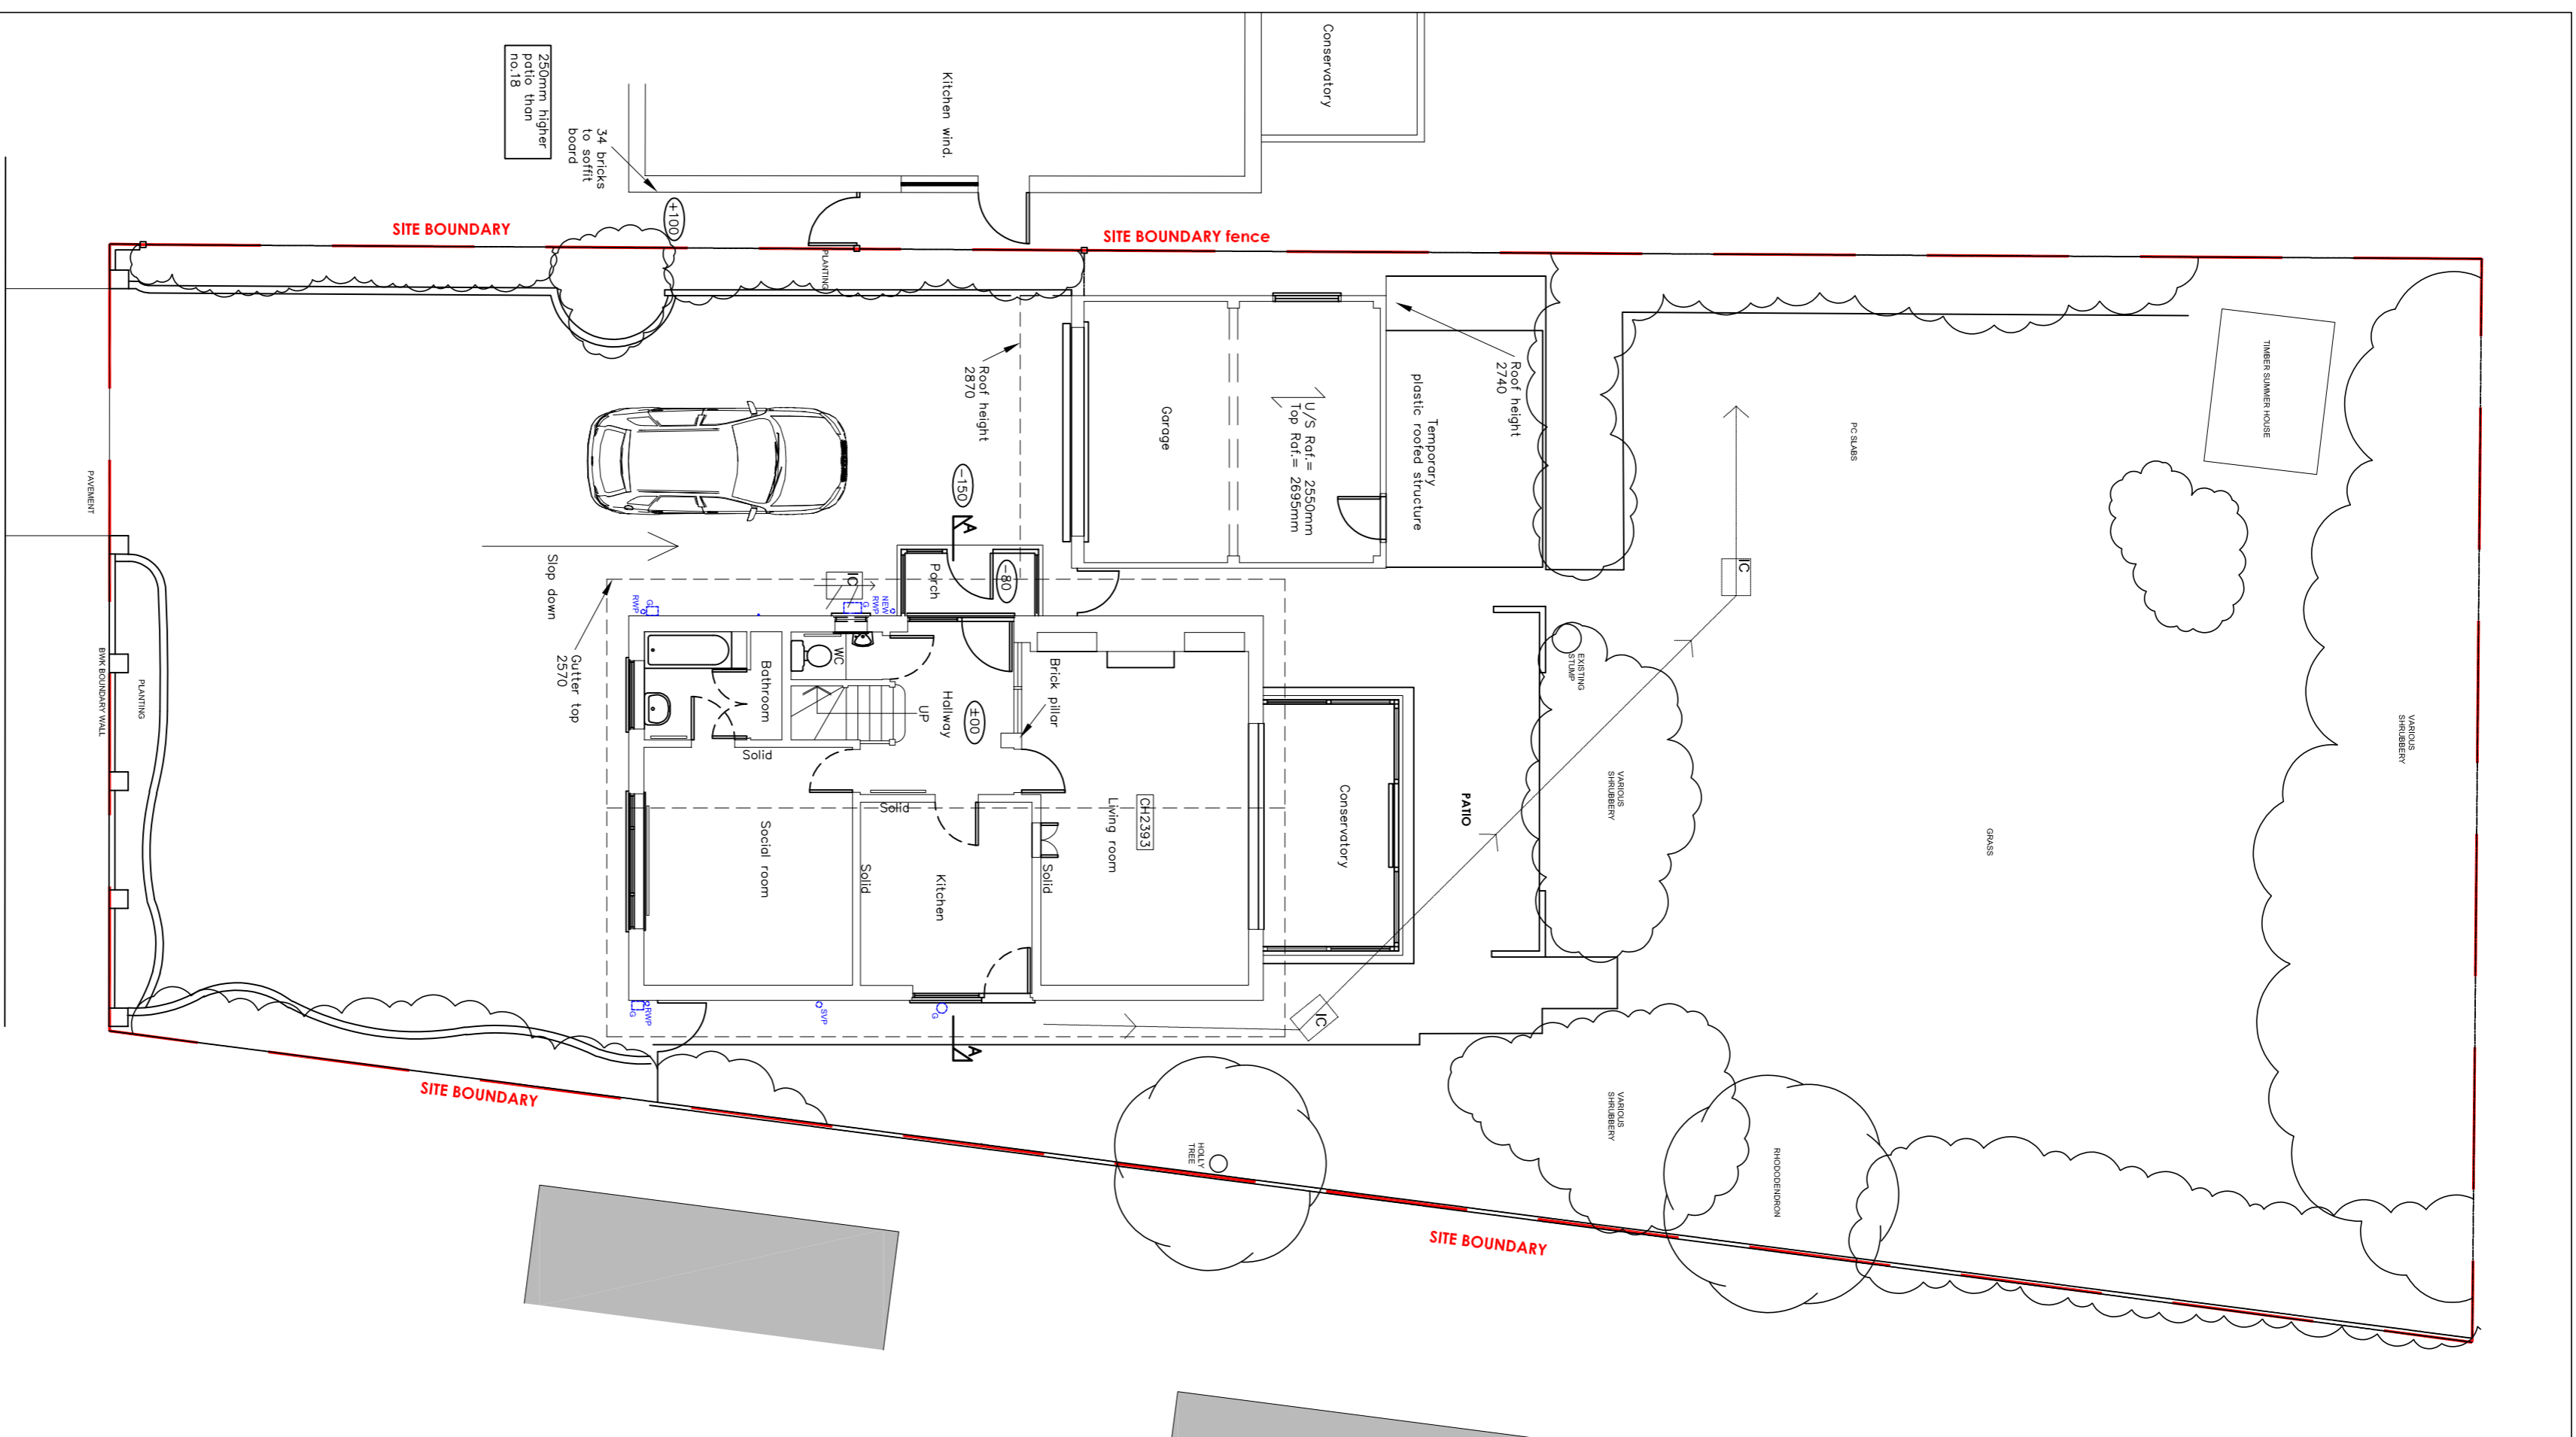 Conservatory
Kitchen wind.
250mm higher
patio than
no.18
34 bricks
to soffit
board
+100
SITE BOUNDARY
SITE BOUNDARY fence
PLANTING
Roof height
2870
Roof height
2740
Garage
U/S Raf.= 2550mm
Top Raf.= 2695mm
Temporary
plastic roofed structure
TIMBER SUMMER HOUSE
PC SLABS
PAVEMENT
-150
A
Slop down
IC
Porch
-80
IC
NEW
RWP
G
RWP
G
Gutter top
2570
Bathroom
WC
UP
Hallway
±00
Brick pillar
EXISTING
STUMP
PLANTING
BWK BOUNDARY WALL
Solid
Solid
Social room
Solid
Kitchen
Solid
Living room
CH2393
Conservatory
PATIO
VARIOUS
SHRUBBERY
GRASS
VARIOUS
SHRUBBERY
2RWP
G
SVP
G
A
IC
SITE BOUNDARY
HOLLY
TREE
VARIOUS
SHRUBBERY
RHODODENDRON
SITE BOUNDARY